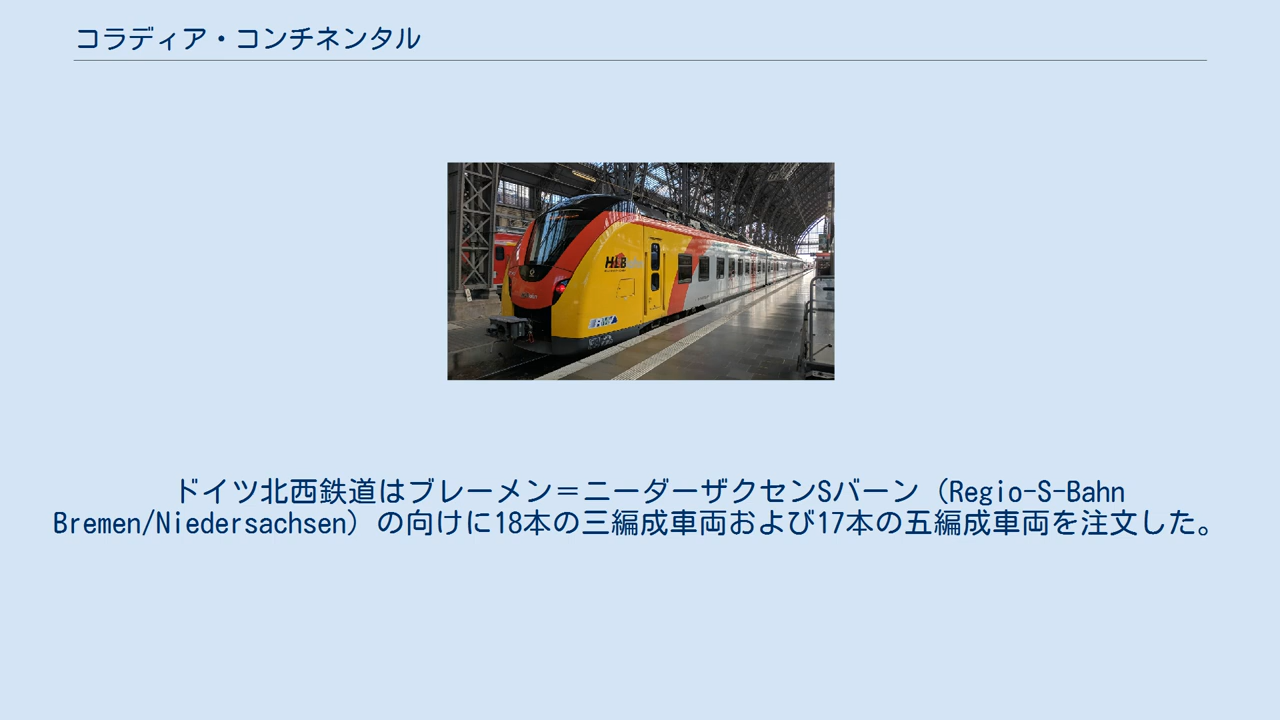 コラディア・コンチネンタル
HLB
ドイツ北西鉄道はブレーメン＝ニーダーザクセンSバーン（Regio-S-Bahn
Bremen/Niedersachsen）の向けに18本の三編成車両および17本の五編成車両を注文した。